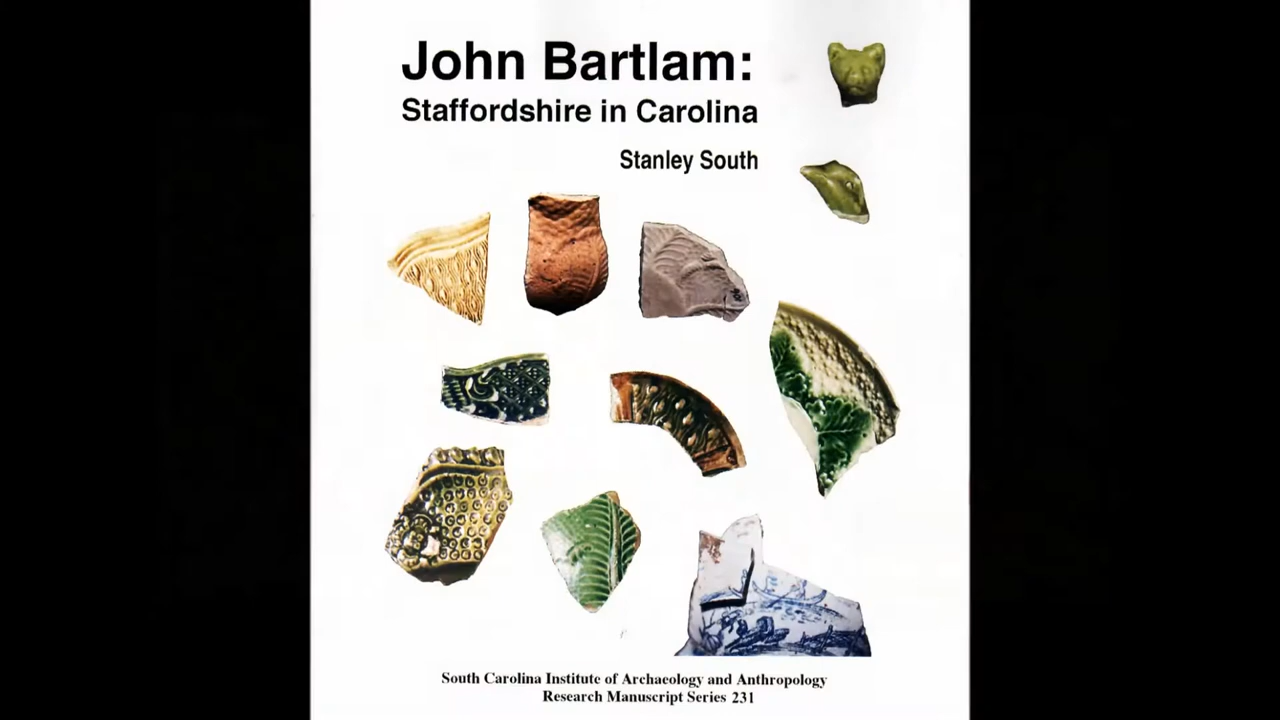 John Bartlam:
Staffordshire in Carolina
Stanley South
South Carolina Institute of Archaeology and Anthropology
Research Manuscript Series 231